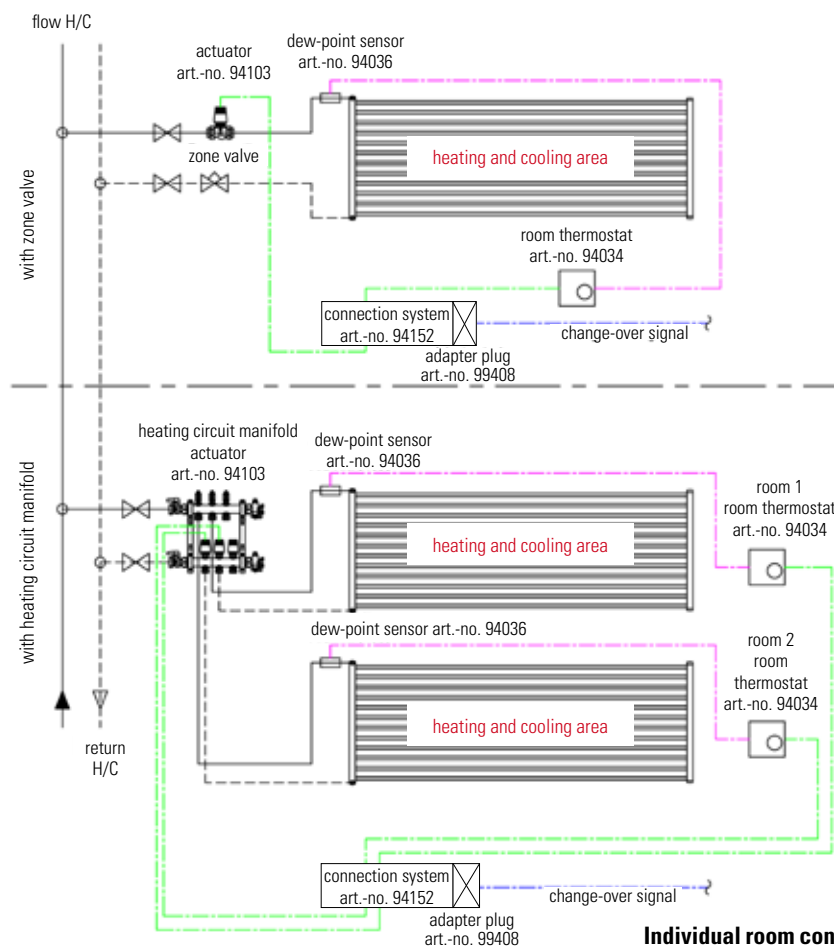 flow H/C
actuator
art.-no. 94103
dew-point sensor
art.-no. 94036
zone valve
heating and cooling area
with zone valve
room thermostat
art.-no. 94034
connection system
art.-no. 94152
change-over signal
adapter plug
art.-no. 99408
heating circuit manifold
actuator
art.-no. 94103
dew-point sensor
art.-no. 94036
room 1
room thermostat
art.-no. 94034
heating and cooling area
with heating circuit manifold
dew-point sensor art.-no. 94036
room 2
room
thermostat
art.-no. 94034
heating and cooling area
return
H/C
connection system
art.-no. 94152
change-over signal
adapter plug
art.-no. 99408
Individual room con